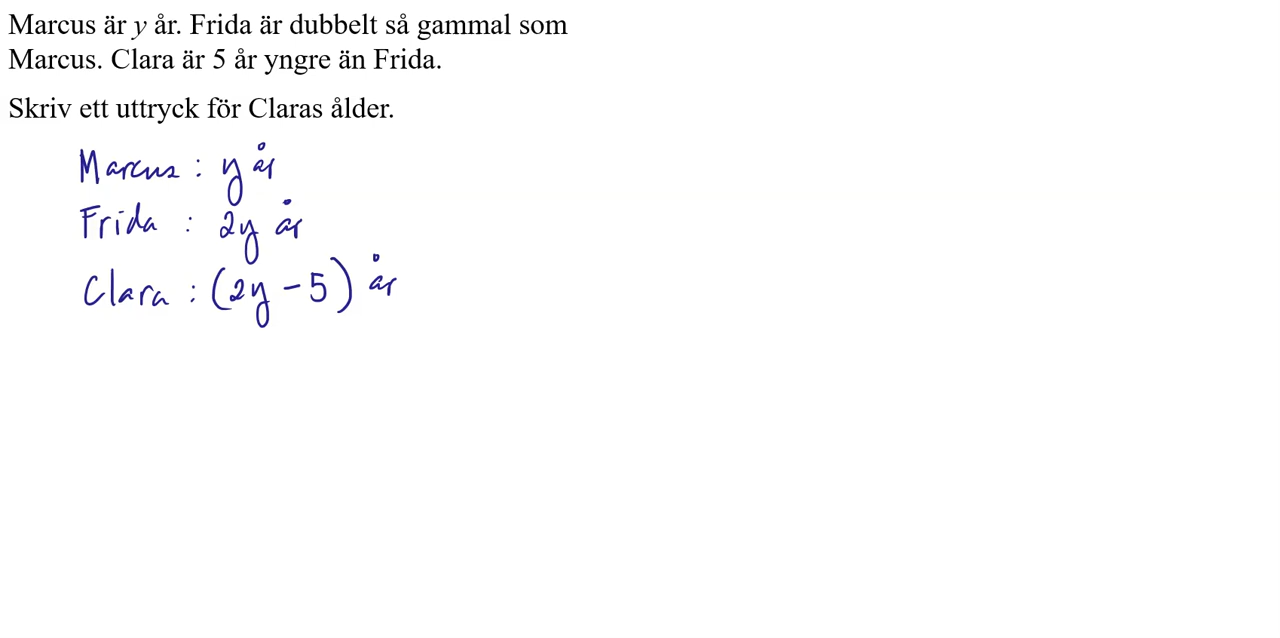 Marcus är y år. Frida är dubbelt så gammal som
Marcus. Clara är 5 år yngre än Frida.
Skriv ett uttryck för Claras ålder.
Marcus : y år
Frida : 2y år
Clara : (2y - 5) år